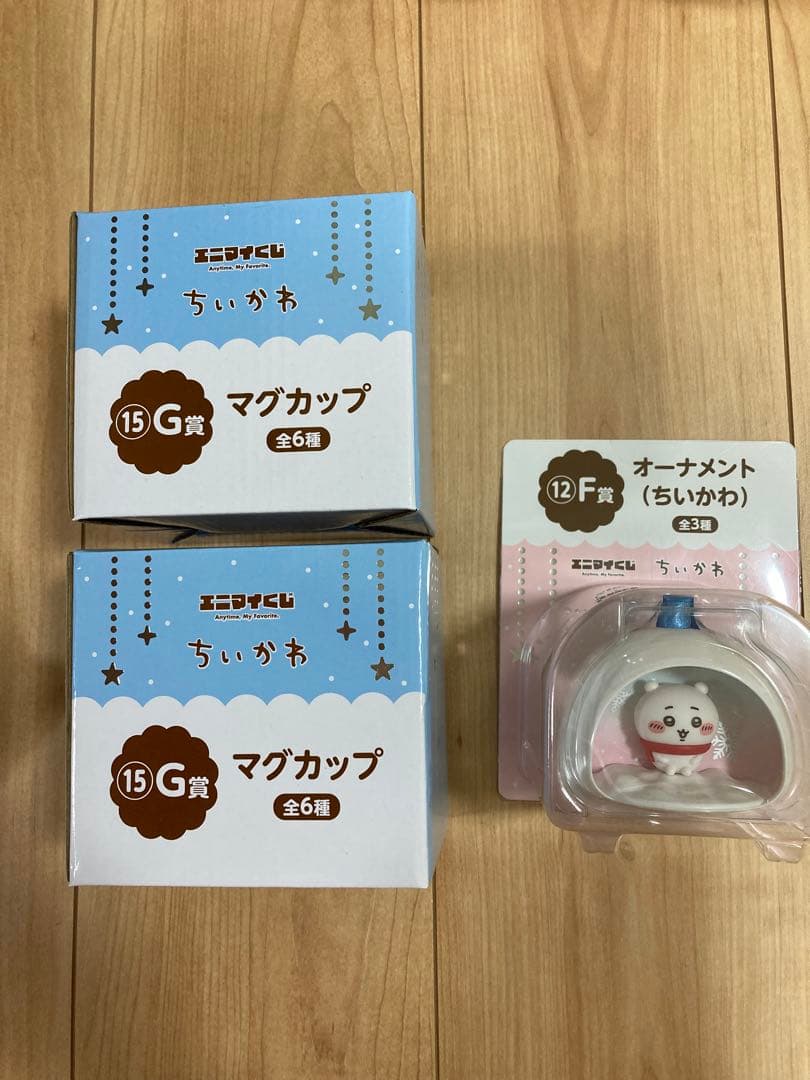 エニマイくじ
Anytime, My Favorite.
ちいかわ
⑮G賞
マグカップ
全6種
エニマイくじ
Anytime, My Favorite.
ちいかわ
⑮G賞
マグカップ
全6種
⑫F賞
オーナメント
(ちいかわ)
全3種
エニマイくじ ちいかわ
Anytime, My Favorite.